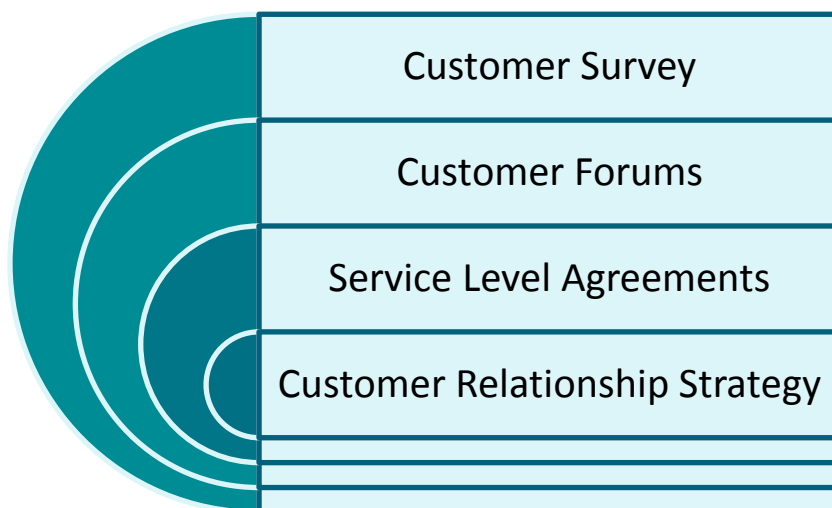 Customer Survey
Customer Forums
Service Level Agreements
Customer Relationship Strategy